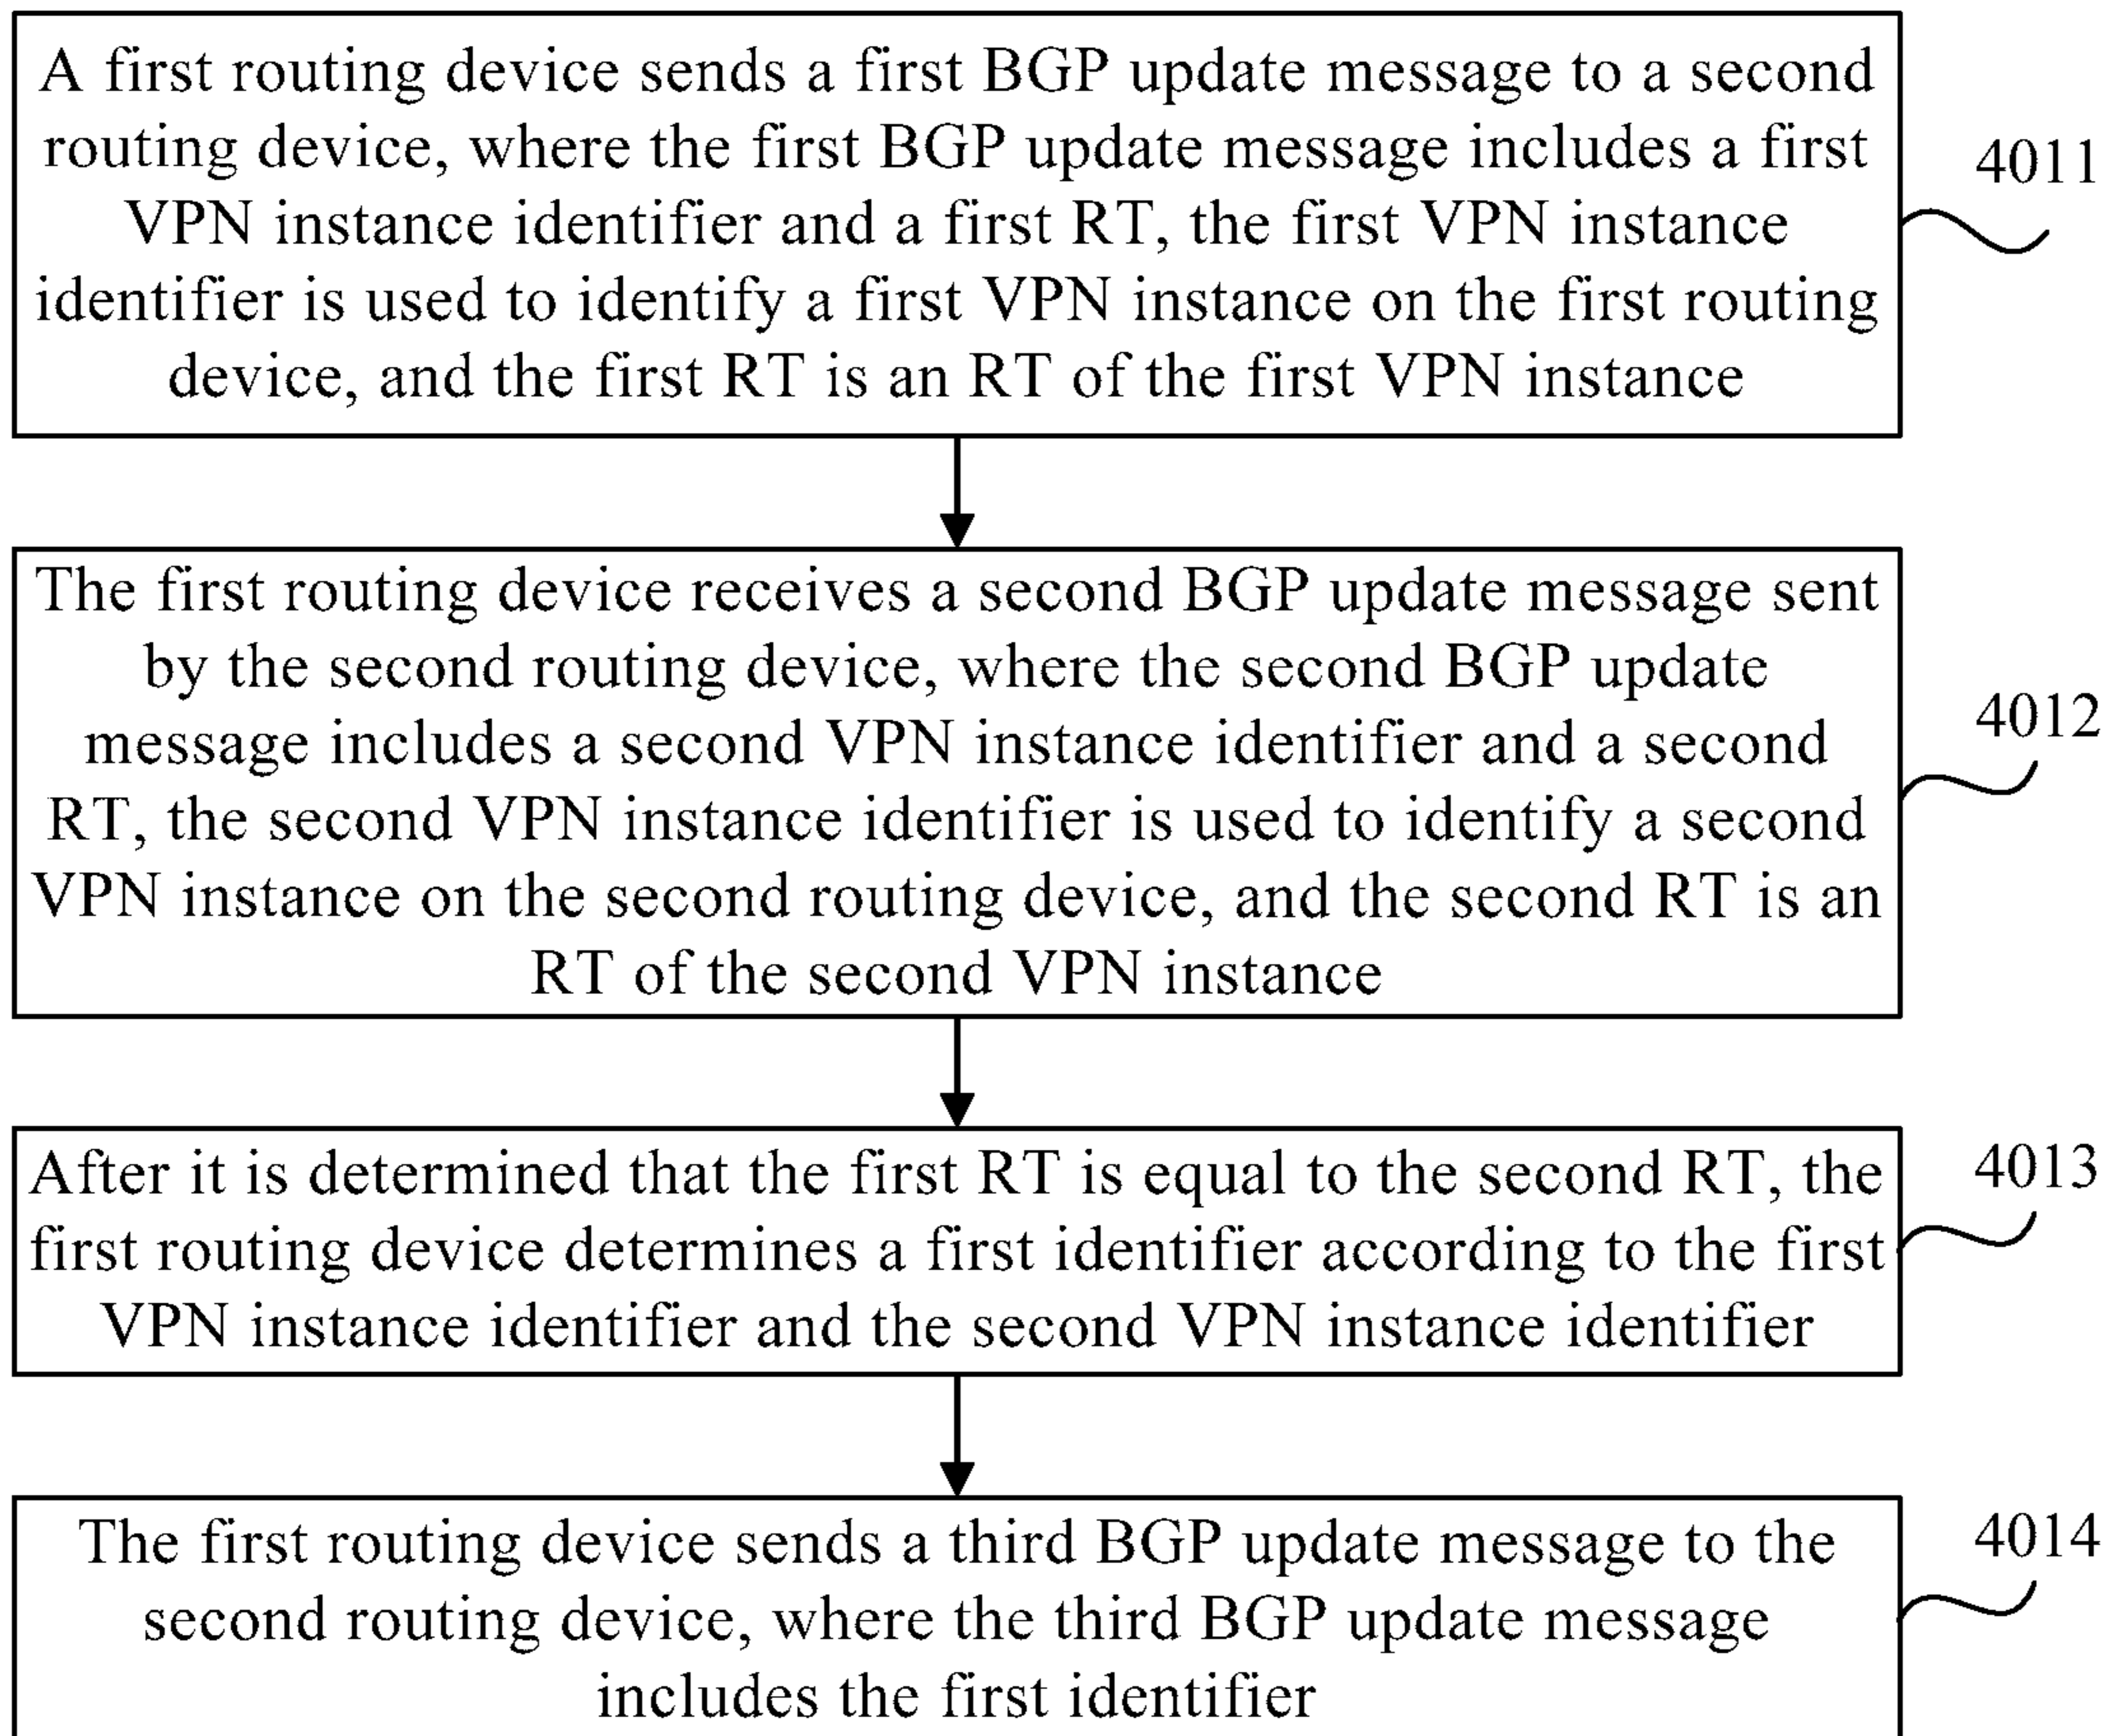 A first routing device sends a first BGP update message to a second
routing device, where the first BGP update message includes a first
VPN instance identifier and a first RT, the first VPN instance
identifier is used to identify a first VPN instance on the first routing
device, and the first RT is an RT of the first VPN instance
4011
The first routing device receives a second BGP update message sent
by the second routing device, where the second BGP update
message includes a second VPN instance identifier and a second
RT, the second VPN instance identifier is used to identify a second
VPN instance on the second routing device, and the second RT is an
RT of the second VPN instance
4012
After it is determined that the first RT is equal to the second RT, the
first routing device determines a first identifier according to the first
VPN instance identifier and the second VPN instance identifier
4013
The first routing device sends a third BGP update message to the
second routing device, where the third BGP update message
includes the first identifier
4014